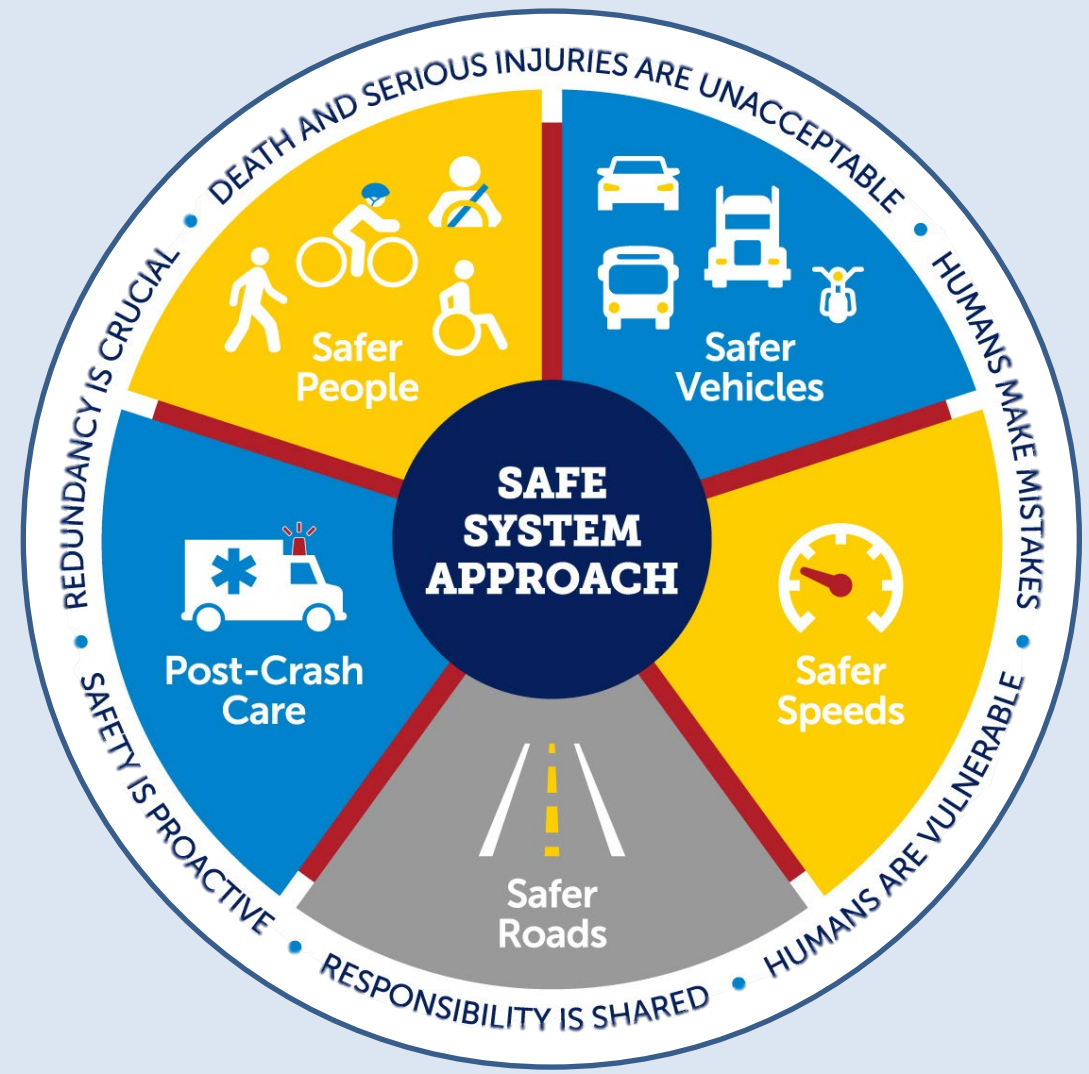 DEATH AND SERIOUS INJURIES ARE UNACCEPTABLE
HUMANS MAKE MISTAKES
HUMANS ARE VULNERABLE
RESPONSIBILITY IS SHARED
SAFETY IS PROACTIVE
REDUNDANCY IS CRUCIAL
Safer
People
Safer
Vehicles
SAFE
SYSTEM
APPROACH
Post-Crash
Care
Safer
Speeds
Safer
Roads